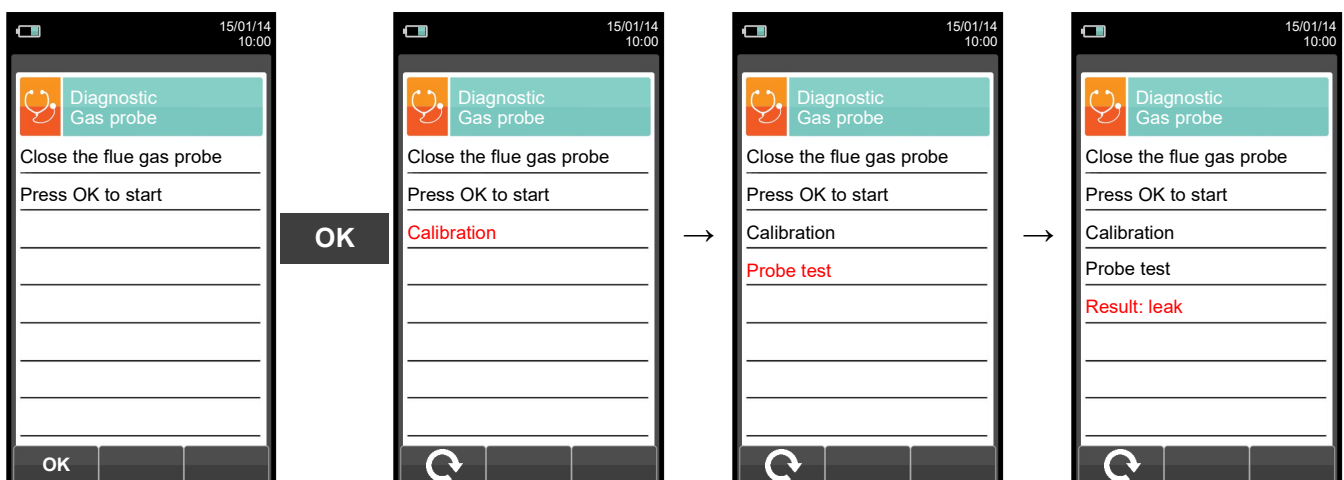 15/01/14
10:00
Diagnostic
Gas probe
Close the flue gas probe
Press OK to start
OK
OK
15/01/14
10:00
Diagnostic
Gas probe
Close the flue gas probe
Press OK to start
Calibration
→
15/01/14
10:00
Diagnostic
Gas probe
Close the flue gas probe
Press OK to start
Calibration
Probe test
→
15/01/14
10:00
Diagnostic
Gas probe
Close the flue gas probe
Press OK to start
Calibration
Probe test
Result: leak